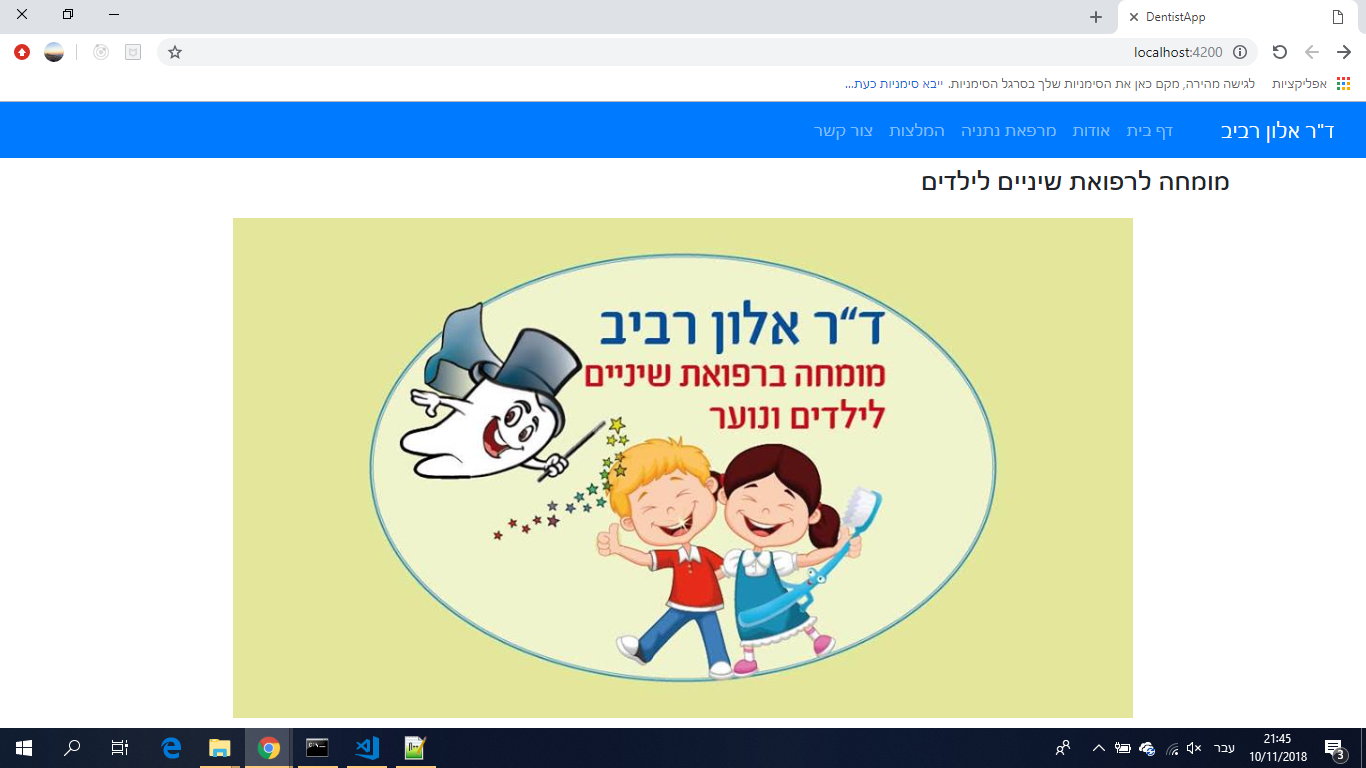 DentistApp
localhost:4200
אפליקציות
לגישה מהירה, מקם כאן את הסימניות שלך בסרגל הסימניות. ייבא סימניות כעת...
ד"ר אלון רביב
דף בית
אודות
מרפאת נתניה
המלצות
צור קשר
מומחה לרפואת שיניים לילדים
ד"ר אלון רביב
מומחה ברפואת שיניים
לילדים ונוער
C:\_
עבר
21:45
10/11/2018
3